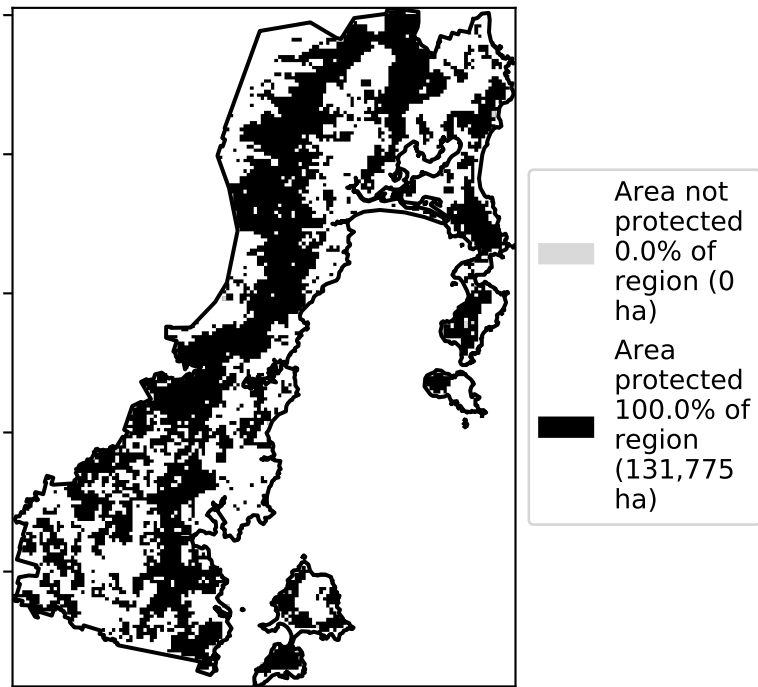 Area not
protected
0.0% of
region (0
ha)
Area
protected
100.0% of
region
(131,775
ha)